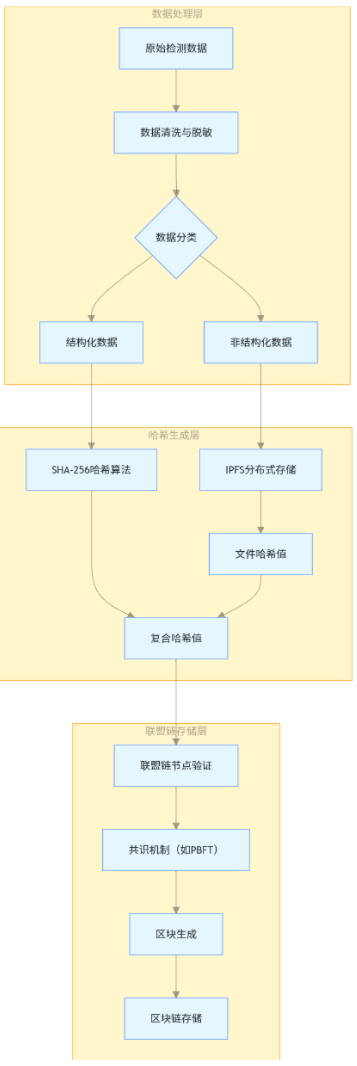 数据处理层
原始检测数据
数据清洗与脱敏
数据分类
结构化数据
非结构化数据
哈希生成层
SHA-256哈希算法
IPFS分布式存储
文件哈希值
复合哈希值
联盟链存储层
联盟链节点验证
共识机制（如PBFT）
区块生成
区块链存储